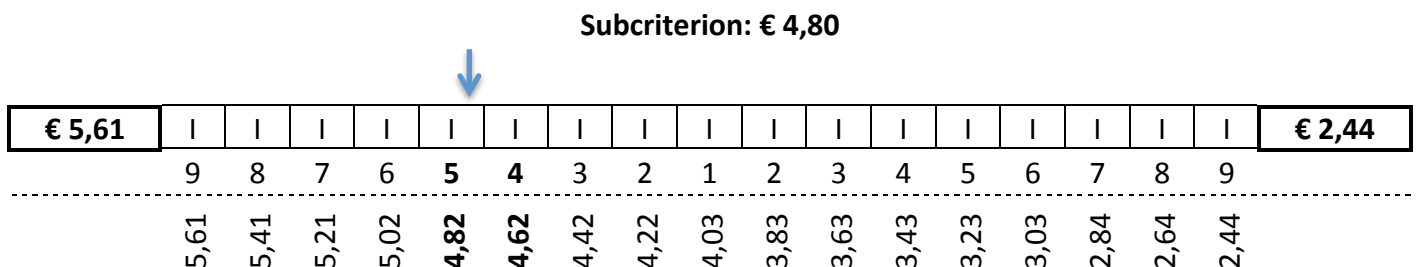 Subcriterion: € 4,80
€ 5,61 I I I I I I I I I I I I I I I I I € 2,44
9 8 7 6 5 4 3 2 1 2 3 4 5 6 7 8 9
5,61 5,41 5,21 5,02 4,82 4,62 4,42 4,22 4,03 3,83 3,63 3,43 3,23 3,03 2,84 2,64 2,44